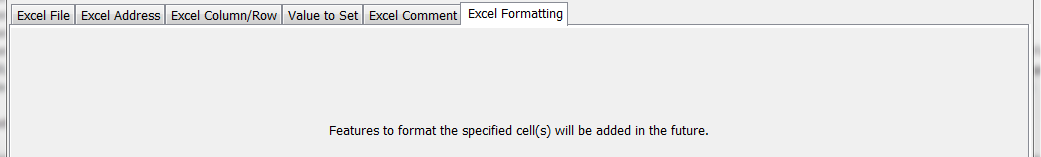 Excel File Excel Address Excel Column/Row Value to Set Excel Comment Excel Formatting
Features to format the specified cell(s) will be added in the future.